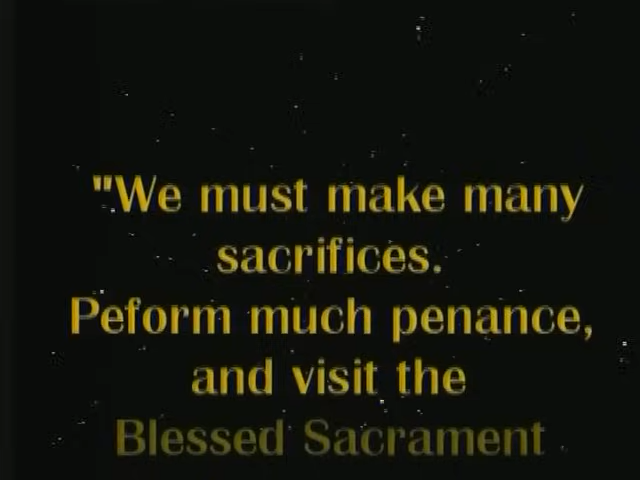 "We must make many
sacrifices.
Peform much penance,
and visit the
Blessed Sacrament